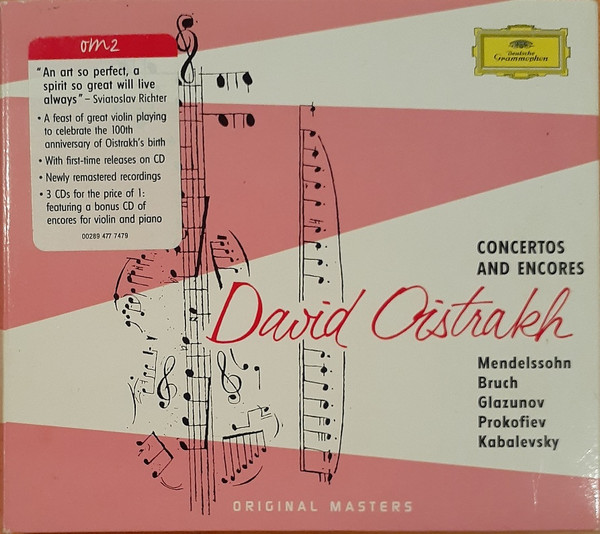 om2
"An art so perfect, a
spirit so great will live
always" – Sviatoslav Richter
• A feast of great violin playing
to celebrate the 100th
anniversary of Oistrakh's birth
• With first-time releases on CD
• Newly remastered recordings
• 3 CDs for the price of 1:
featuring a bonus CD of
encores for violin and piano
00289 477 7479
Deutsche
Grammophon
CONCERTOS
AND ENCORES
David Oistrakh
Mendelssohn
Bruch
Glazunov
Prokofiev
Kabalevsky
ORIGINAL MASTERS